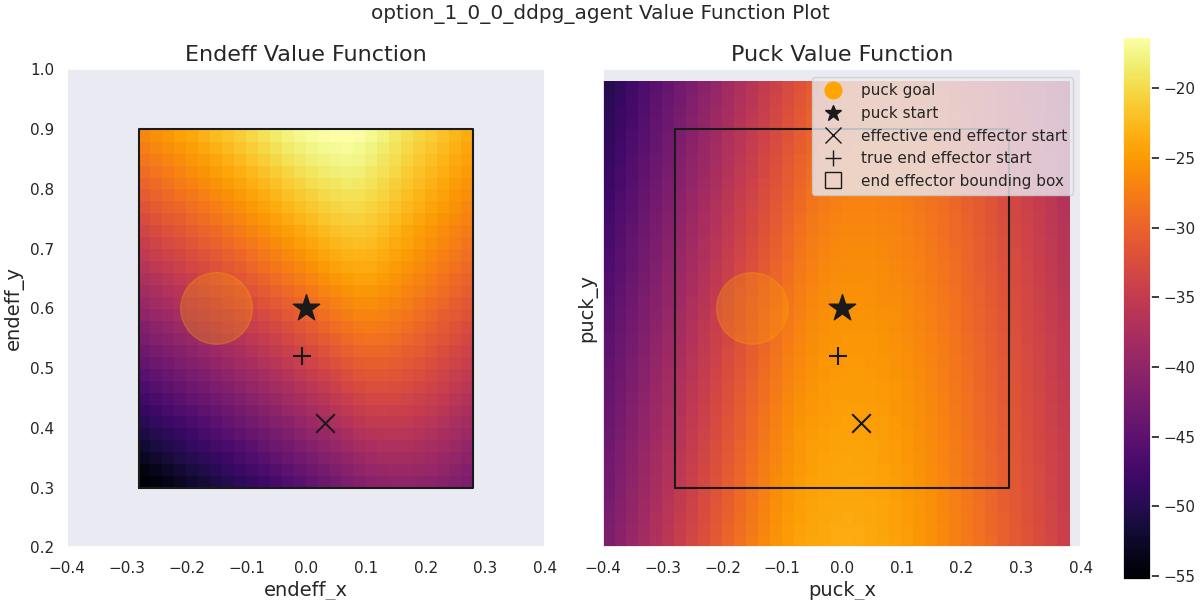 option_1_0_0_ddpg_agent Value Function Plot
Endeff Value Function
1.0
0.9
0.8
0.7
0.6
0.5
0.4
0.3
0.2
endeff_y
−0.4 −0.3 −0.2 −0.1 0.0 0.1 0.2 0.3 0.4
endeff_x
Puck Value Function
puck goal
puck start
effective end effector start
true end effector start
end effector bounding box
puck_y
−0.4 −0.3 −0.2 −0.1 0.0 0.1 0.2 0.3 0.4
puck_x
−20
−25
−30
−35
−40
−45
−50
−55